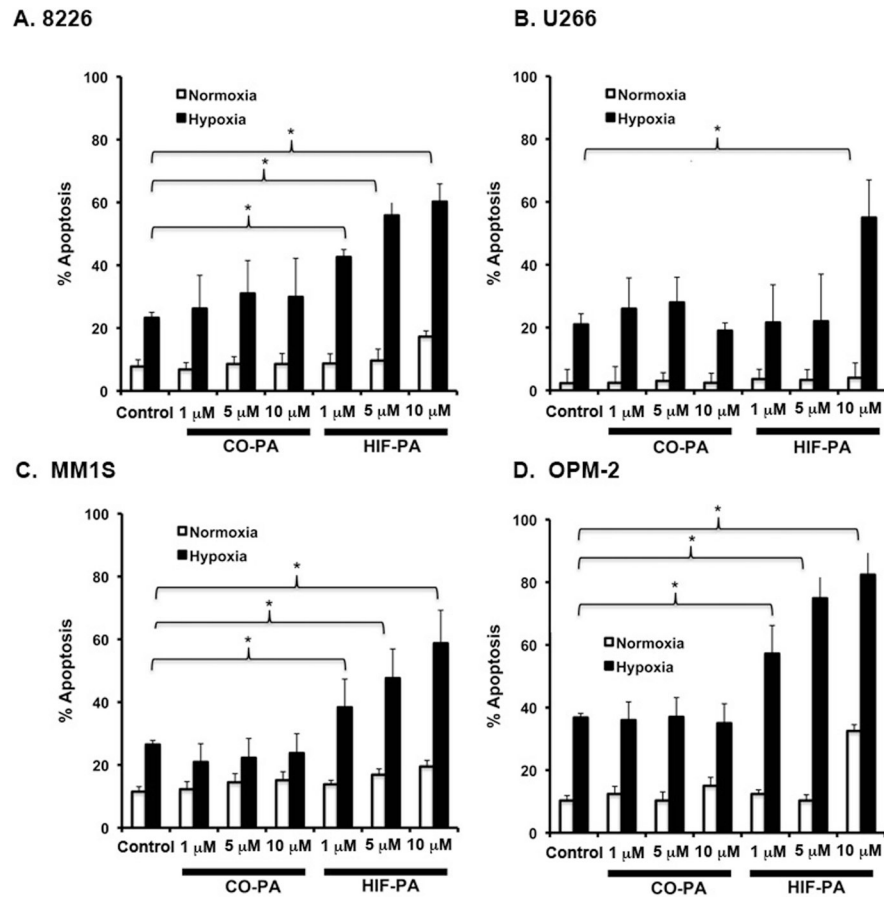 A. 8226
100
80
60
40
20
0
% Apoptosis
Normoxia
Hypoxia
*
*
*
Control 1 µM 5 µM 10 µM 1 µM 5 µM 10 µM
CO-PA HIF-PA
B. U266
100
80
60
40
20
0
% Apoptosis
Normoxia
Hypoxia
*
Control 1 µM 5 µM 10 µM 1 µM 5 µM 10 µM
CO-PA HIF-PA
C. MM1S
100
80
60
40
20
0
% Apoptosis
Normoxia
Hypoxia
*
*
*
Control 1 µM 5 µM 10 µM 1 µM 5 µM 10 µM
CO-PA HIF-PA
D. OPM-2
100
80
60
40
20
0
% Apoptosis
*
*
*
Normoxia
Hypoxia
Control 1 µM 5 µM 10 µM 1 µM 5 µM 10 µM
CO-PA HIF-PA